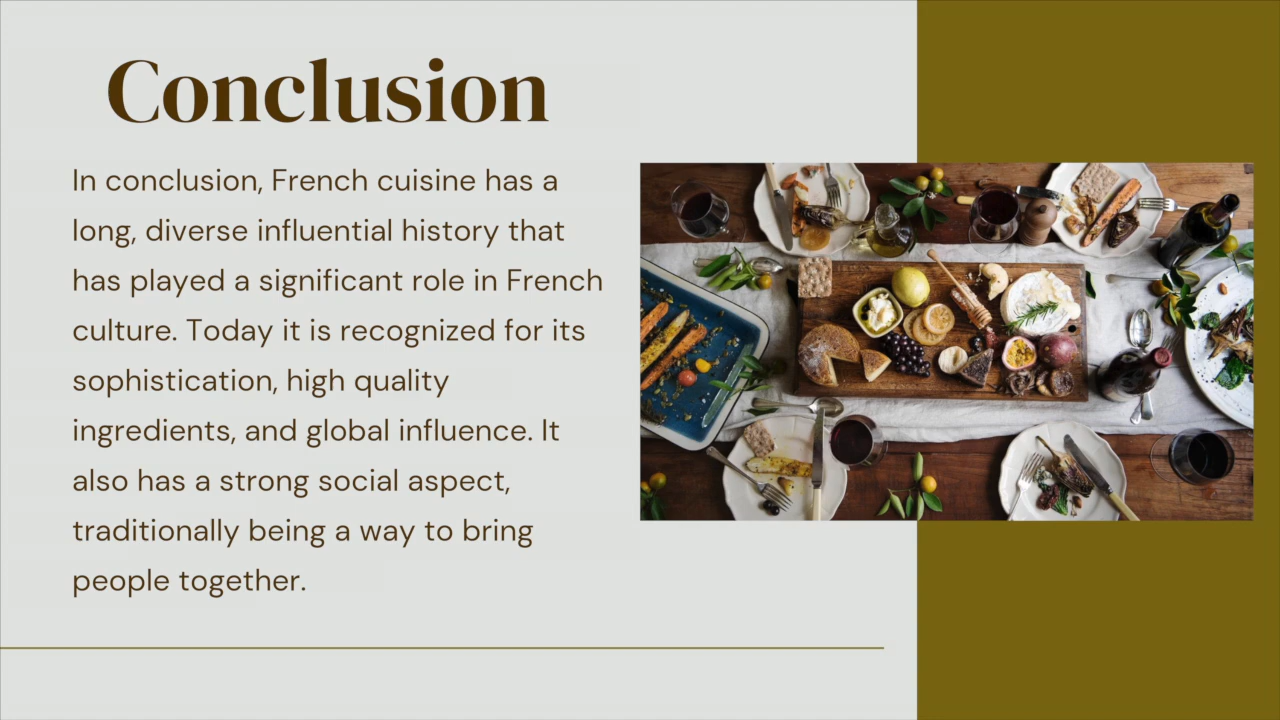 Conclusion
In conclusion, French cuisine has a
long, diverse influential history that
has played a significant role in French
culture. Today it is recognized for its
sophistication, high quality
ingredients, and global influence. It
also has a strong social aspect,
traditionally being a way to bring
people together.